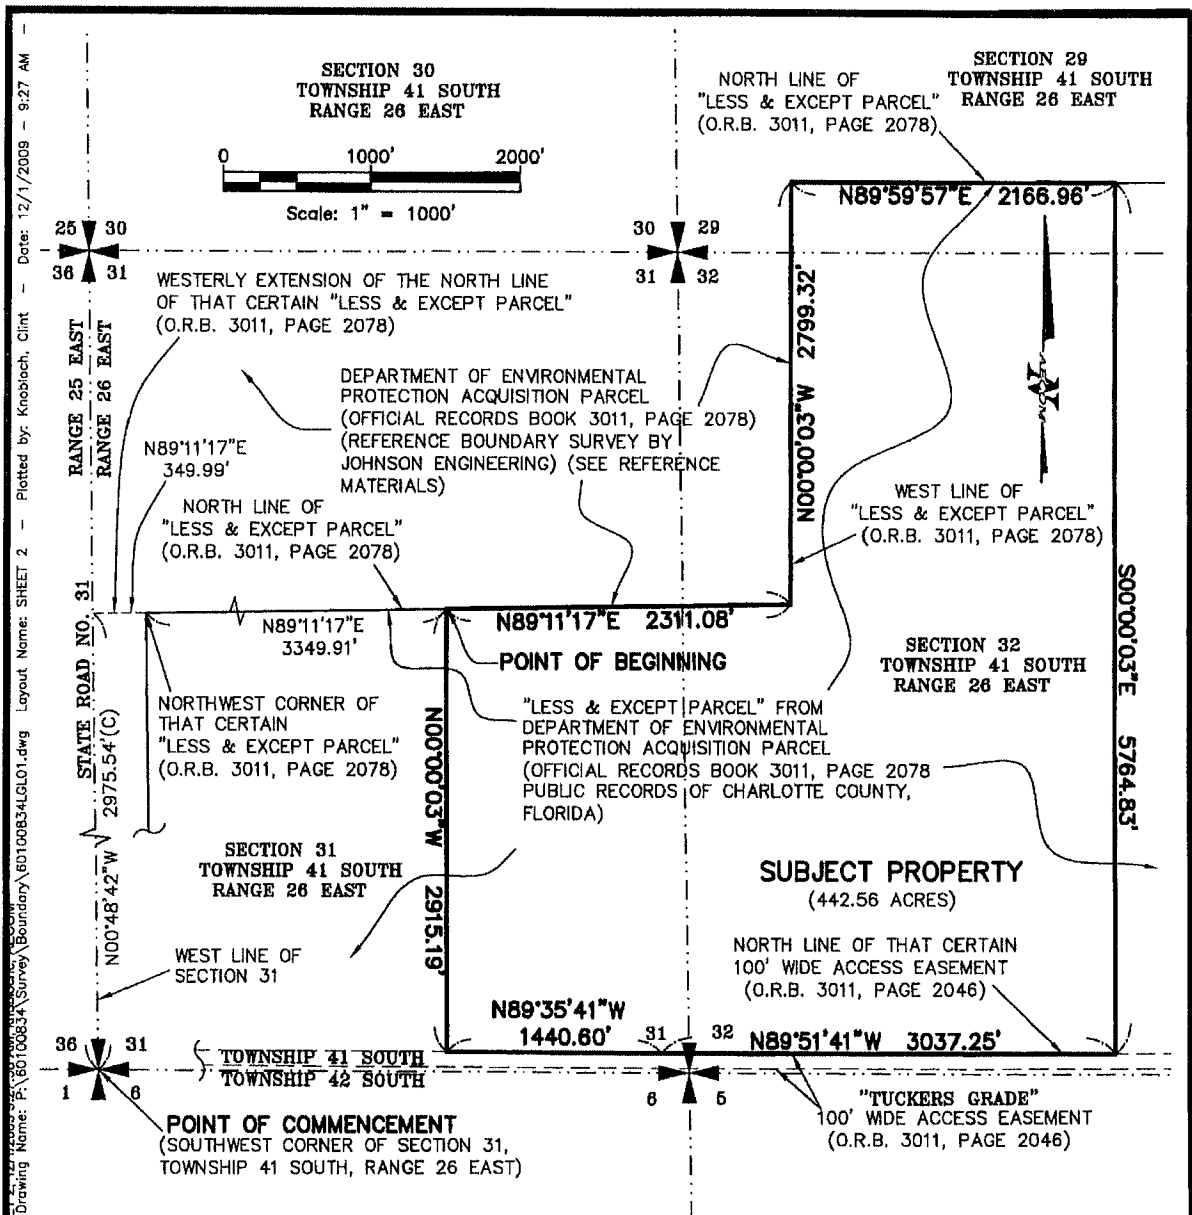 SECTION 30
TOWNSHIP 41 SOUTH
RANGE 26 EAST
0 1000' 2000'
Scale: 1" = 1000'
SECTION 29
TOWNSHIP 41 SOUTH
RANGE 26 EAST
NORTH LINE OF
"LESS & EXCEPT PARCEL"
(O.R.B. 3011, PAGE 2078)
N89°59'57"E 2166.96'
25 30
36 31
30 29
31 32
WESTERLY EXTENSION OF THE NORTH LINE
OF THAT CERTAIN "LESS & EXCEPT PARCEL"
(O.R.B. 3011, PAGE 2078)
RANGE 25 EAST
RANGE 26 EAST
DEPARTMENT OF ENVIRONMENTAL
PROTECTION ACQUISITION PARCEL
(OFFICIAL RECORDS BOOK 3011, PAGE 2078)
(REFERENCE BOUNDARY SURVEY BY
JOHNSON ENGINEERING) (SEE REFERENCE
MATERIALS)
N00°00'03"W 2799.32'
N
AECOM
N89°11'17"E
349.99'
NORTH LINE OF
"LESS & EXCEPT PARCEL"
(O.R.B. 3011, PAGE 2078)
WEST LINE OF
"LESS & EXCEPT PARCEL"
(O.R.B. 3011, PAGE 2078)
STATE ROAD NO. 31
N89°11'17"E
3349.91'
N89°11'17"E 2311.08'
POINT OF BEGINNING
SECTION 32
TOWNSHIP 41 SOUTH
RANGE 26 EAST
S00°00'03"E 5764.83'
NORTHWEST CORNER OF
THAT CERTAIN
"LESS & EXCEPT PARCEL"
(O.R.B. 3011, PAGE 2078)
"LESS & EXCEPT PARCEL" FROM
DEPARTMENT OF ENVIRONMENTAL
PROTECTION ACQUISITION PARCEL
(OFFICIAL RECORDS BOOK 3011, PAGE 2078
PUBLIC RECORDS OF CHARLOTTE COUNTY,
FLORIDA)
N00°48'42"W 2975.54'(C)
N00°00'03"W 2915.19'
SECTION 31
TOWNSHIP 41 SOUTH
RANGE 26 EAST
SUBJECT PROPERTY
(442.56 ACRES)
WEST LINE OF
SECTION 31
NORTH LINE OF THAT CERTAIN
100' WIDE ACCESS EASEMENT
(O.R.B. 3011, PAGE 2046)
N89°35'41"W
1440.60'
N89°51'41"W 3037.25'
36 31
1 6
31 32
6 5
TOWNSHIP 41 SOUTH
TOWNSHIP 42 SOUTH
POINT OF COMMENCEMENT
(SOUTHWEST CORNER OF SECTION 31,
TOWNSHIP 41 SOUTH, RANGE 26 EAST)
"TUCKERS GRADE"
100' WIDE ACCESS EASEMENT
(O.R.B. 3011, PAGE 2046)
Drawing Name: P:\60100834\Survey\Boundary\60100834LGL01.dwg Layout Name: SHEET 2 - Plotted by: Knobloch, Clint - Date: 12/1/2009 - 9:27 AM -